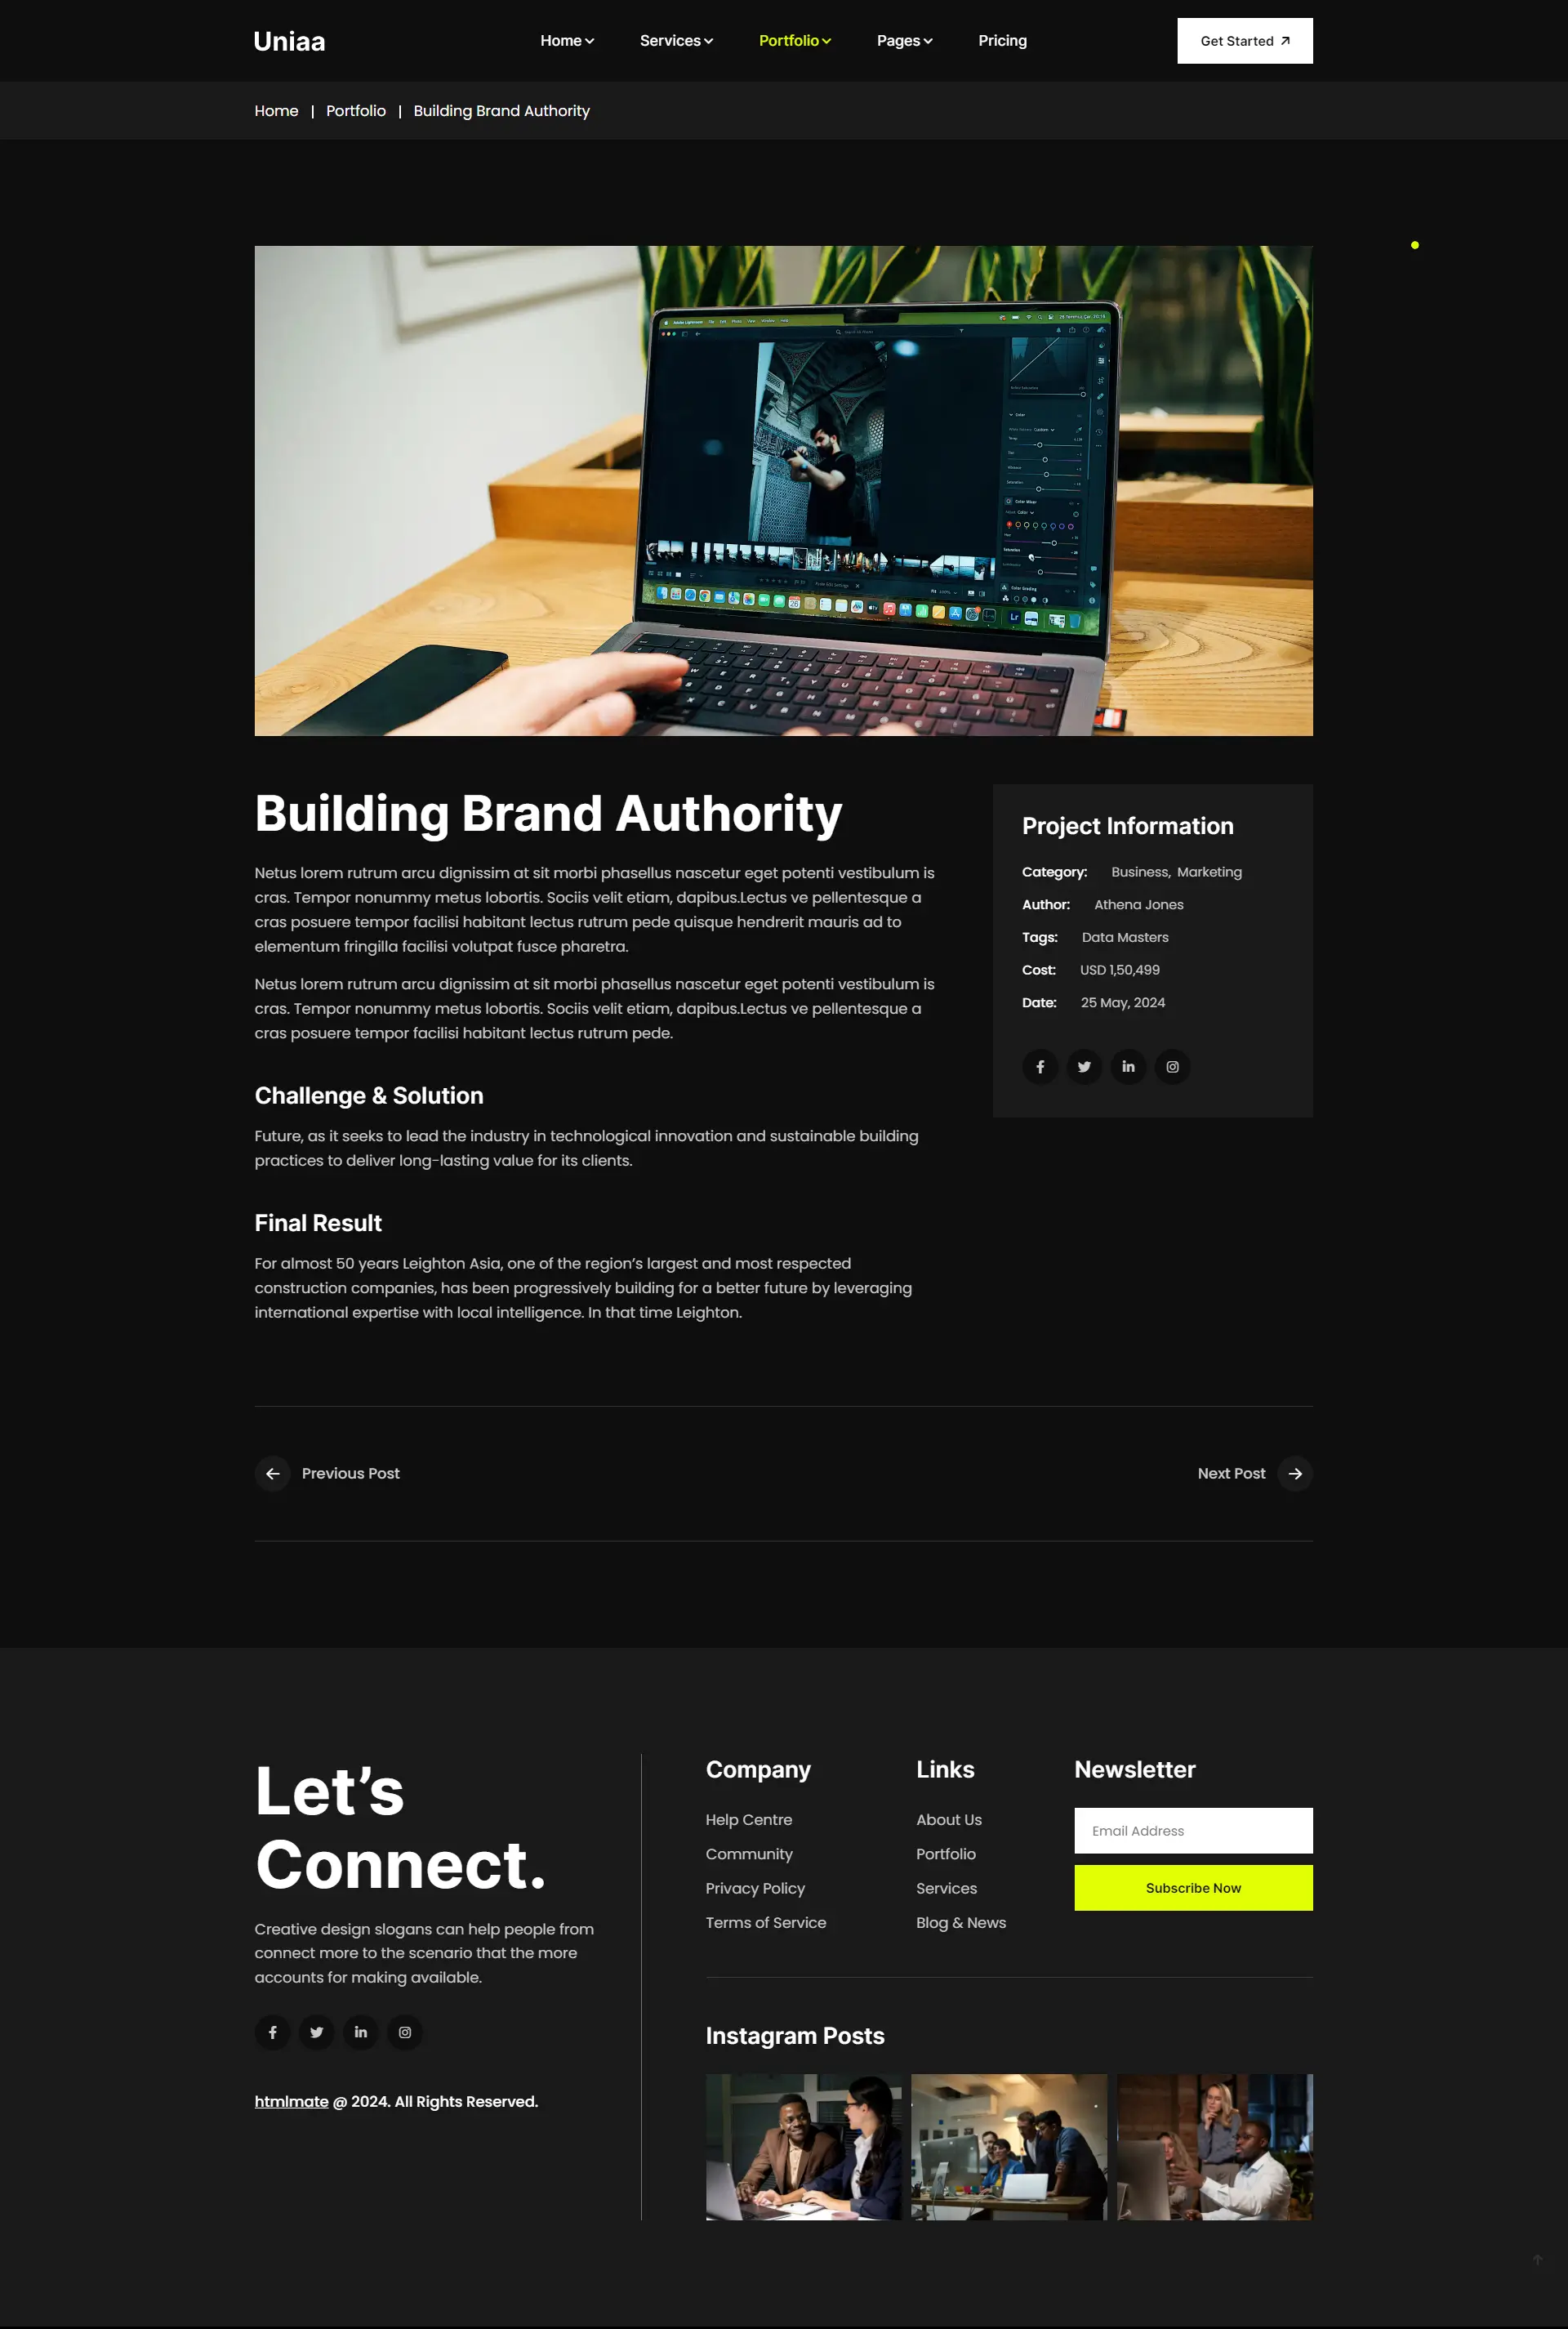 Uniaa
Home
Services
Portfolio
Pages
Pricing
Get Started
Home | Portfolio | Building Brand Authority
Building Brand Authority
Netus lorem rutrum arcu dignissim at sit morbi phasellus nascetur eget potenti vestibulum is
cras. Tempor nonummy metus lobortis. Sociis velit etiam, dapibus.Lectus ve pellentesque a
cras posuere tempor facilisi habitant lectus rutrum pede quisque hendrerit mauris ad to
elementum fringilla facilisi volutpat fusce pharetra.
Netus lorem rutrum arcu dignissim at sit morbi phasellus nascetur eget potenti vestibulum is
cras. Tempor nonummy metus lobortis. Sociis velit etiam, dapibus.Lectus ve pellentesque a
cras posuere tempor facilisi habitant lectus rutrum pede.
Challenge & Solution
Future, as it seeks to lead the industry in technological innovation and sustainable building
practices to deliver long-lasting value for its clients.
Final Result
For almost 50 years Leighton Asia, one of the region’s largest and most respected
construction companies, has been progressively building for a better future by leveraging
international expertise with local intelligence. In that time Leighton.
Project Information
Category: Business, Marketing
Author: Athena Jones
Tags: Data Masters
Cost: USD 1,50,499
Date: 25 May, 2024
Previous Post
Next Post
Let’s
Connect.
Creative design slogans can help people from
connect more to the scenario that the more
accounts for making available.
htmlmate @ 2024. All Rights Reserved.
Company
Help Centre
Community
Privacy Policy
Terms of Service
Links
About Us
Portfolio
Services
Blog & News
Newsletter
Email Address
Subscribe Now
Instagram Posts